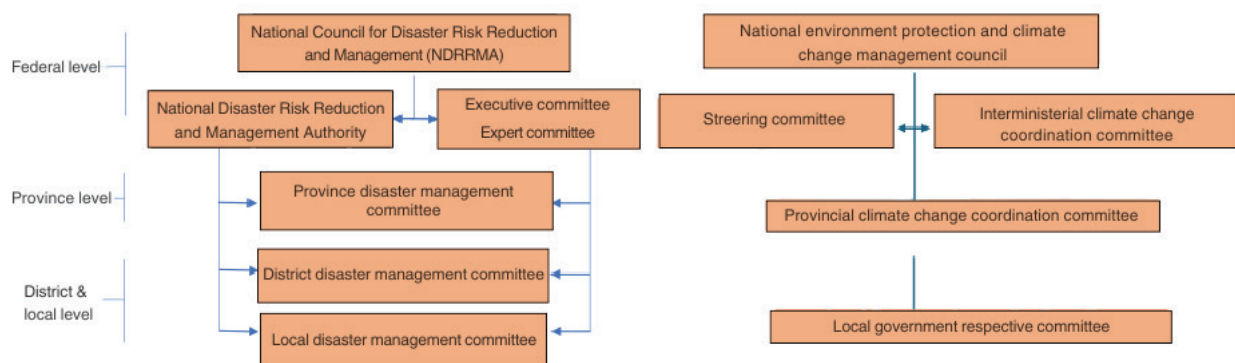 Federal level
National Council for Disaster Risk Reduction
and Management (NDRRMA)
National Disaster Risk Reduction
and Management Authority
Executive committee
Expert committee
Province level
Province disaster management
committee
District &
local level
District disaster management committee
Local disaster management committee
National environment protection and climate
change management council
Streering committee
Interministerial climate change
coordination committee
Provincial climate change coordination committee
Local government respective committee